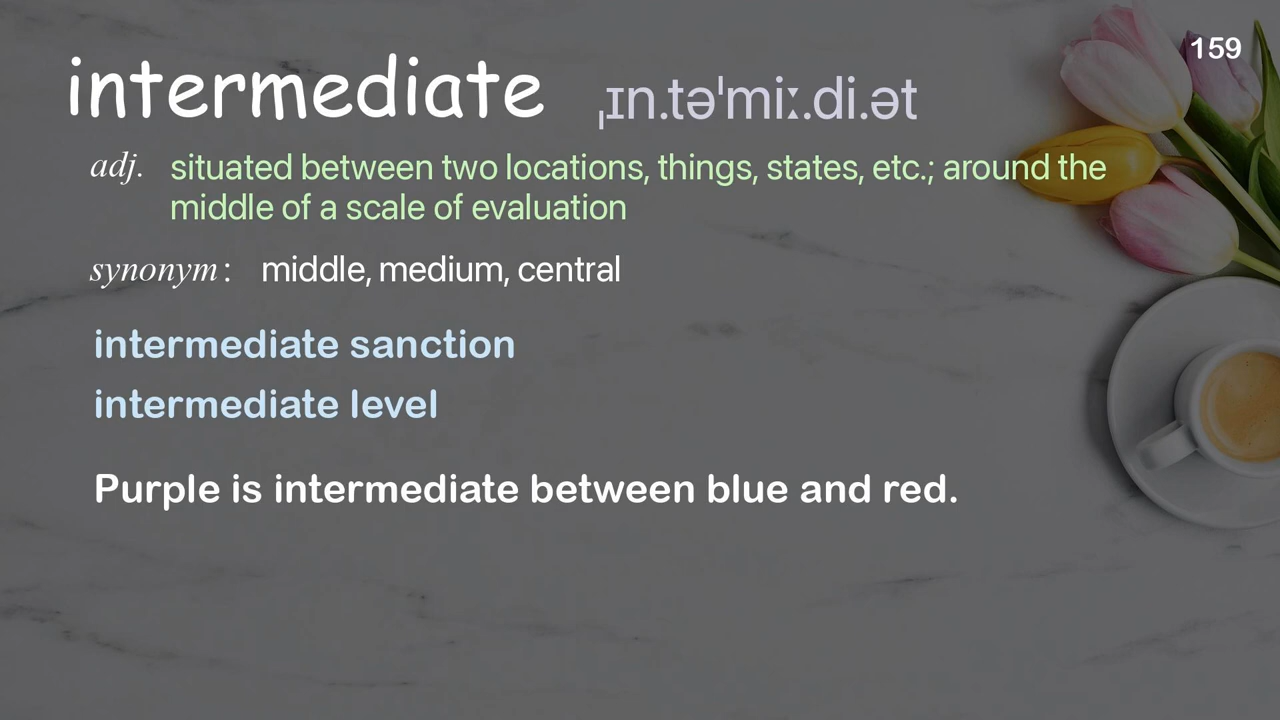 159
intermediate ˌɪn.təˈmiː.di.ət
adj. situated between two locations, things, states, etc.; around the
middle of a scale of evaluation
synonym: middle, medium, central
intermediate sanction
intermediate level
Purple is intermediate between blue and red.